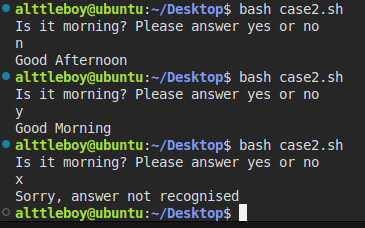 alttleboy@ubuntu:~/Desktop$ bash case2.sh
Is it morning? Please answer yes or no
n
Good Afternoon
alttleboy@ubuntu:~/Desktop$ bash case2.sh
Is it morning? Please answer yes or no
y
Good Morning
alttleboy@ubuntu:~/Desktop$ bash case2.sh
Is it morning? Please answer yes or no
x
Sorry, answer not recognised
alttleboy@ubuntu:~/Desktop$